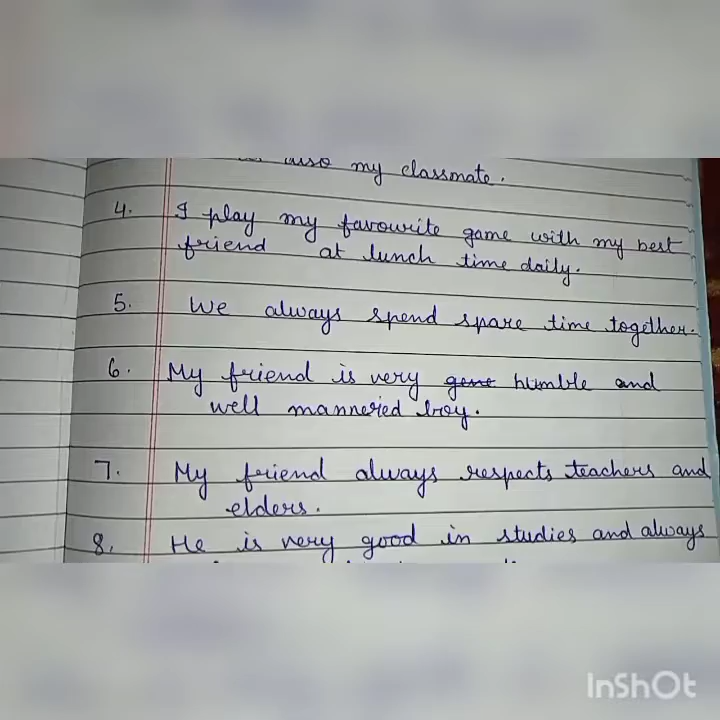 also my classmate.
4. I play my favourite game with my best
friend at lunch time daily.
5. We always spend spare time together.
6. My friend is very gent humble and
well mannered boy.
7. My friend always respects teachers and
elders.
8. He is very good in studies and always
InShOt